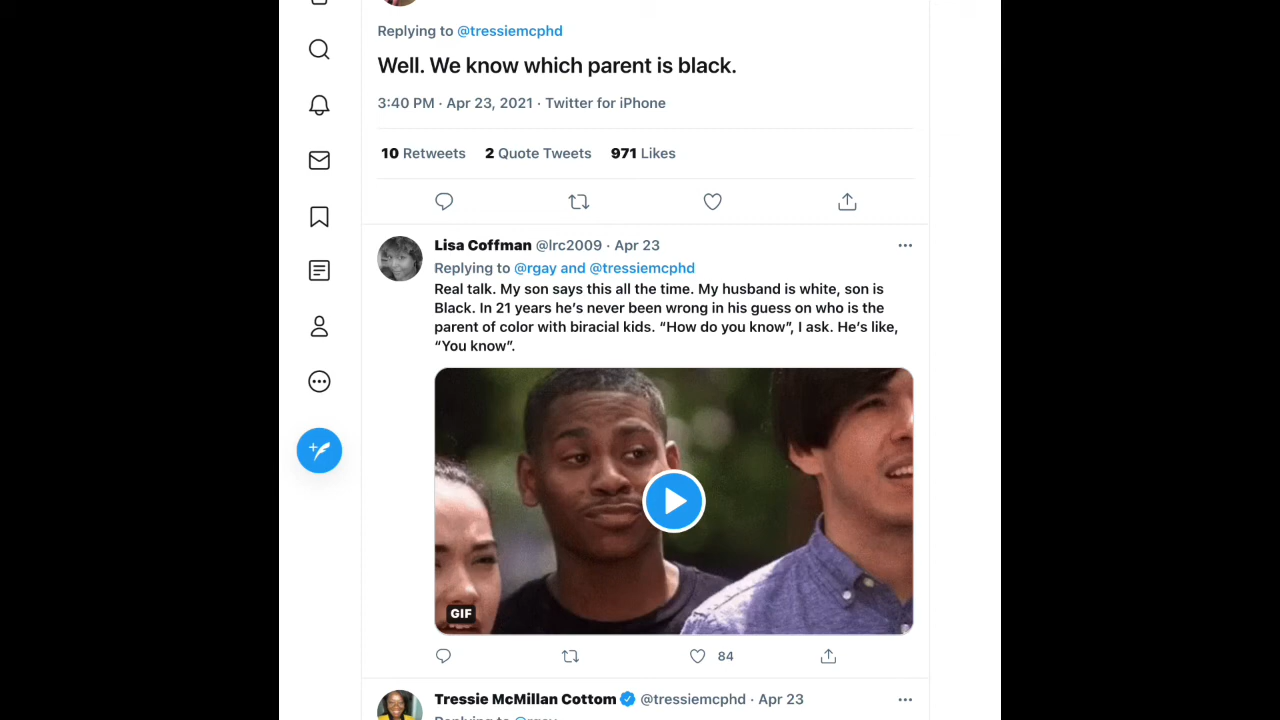 Replying to @tressiemcphd
Well. We know which parent is black.
3:40 PM · Apr 23, 2021 · Twitter for iPhone
10 Retweets 2 Quote Tweets 971 Likes
Lisa Coffman @lrc2009 · Apr 23
Replying to @rgay and @tressiemcphd
Real talk. My son says this all the time. My husband is white, son is
Black. In 21 years he's never been wrong in his guess on who is the
parent of color with biracial kids. “How do you know”, I ask. He's like,
“You know”.
GIF
84
Tressie McMillan Cottom @tressiemcphd · Apr 23
Replying to @rgay